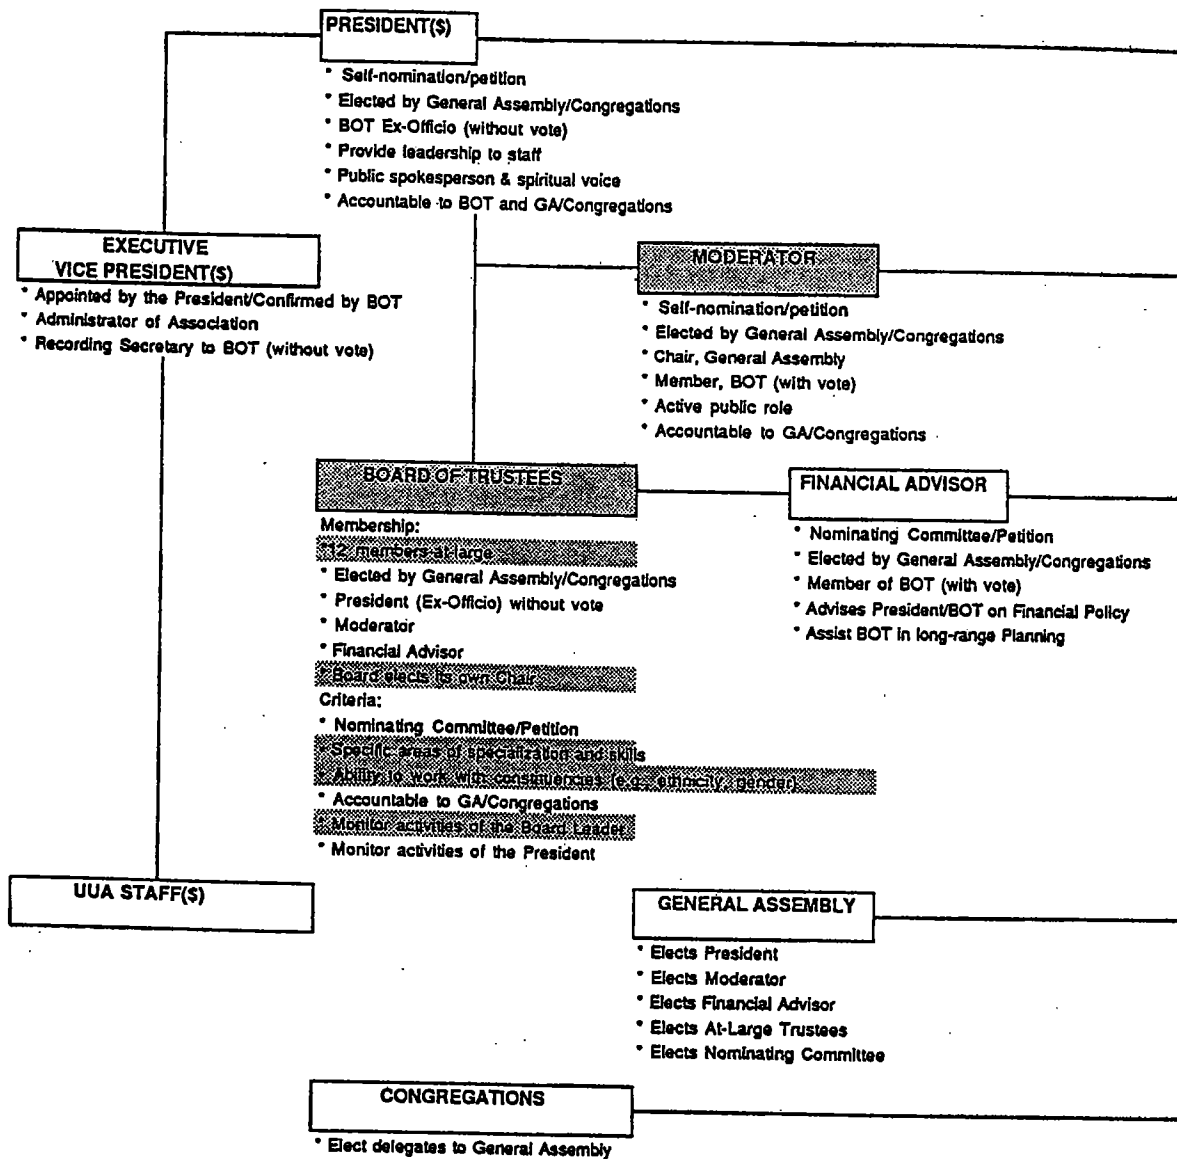 PRESIDENT($)
* Self-nomination/petition
* Elected by General Assembly/Congregations
* BOT Ex-Officio (without vote)
* Provide leadership to staff
* Public spokesperson & spiritual voice
* Accountable to BOT and GA/Congregations
EXECUTIVE
VICE PRESIDENT($)
* Appointed by the President/Confirmed by BOT
* Administrator of Association
* Recording Secretary to BOT (without vote)
MODERATOR
* Self-nomination/petition
* Elected by General Assembly/Congregations
* Chair, General Assembly
* Member, BOT (with vote)
* Active public role
* Accountable to GA/Congregations
BOARD OF TRUSTEES
Membership:
*12 members-at-large
* Elected by General Assembly/Congregations
* President (Ex-Officio) without vote
* Moderator
* Financial Advisor
* Board elects its own Chair
Criteria:
* Nominating Committee/Petition
* Specific areas of specialization and skills
* Ability to work with constituencies (e.g., ethnicity, gender)
* Accountable to GA/Congregations
* Monitor activities of the Board Leader
* Monitor activities of the President
FINANCIAL ADVISOR
* Nominating Committee/Petition
* Elected by General Assembly/Congregations
* Member of BOT (with vote)
* Advises President/BOT on Financial Policy
* Assist BOT in long-range Planning
UUA STAFF($)
GENERAL ASSEMBLY
* Elects President
* Elects Moderator
* Elects Financial Advisor
* Elects At-Large Trustees
* Elects Nominating Committee
CONGREGATIONS
* Elect delegates to General Assembly